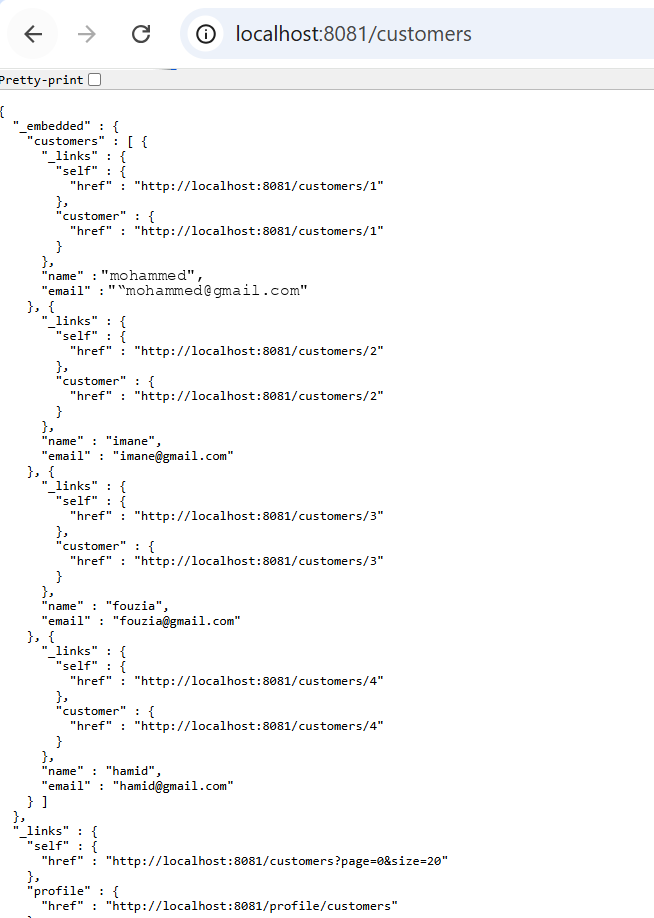 localhost:8081/customers
Pretty-print
{
  "_embedded" : {
    "customers" : [ {
      "_links" : {
        "self" : {
          "href" : "http://localhost:8081/customers/1"
        },
        "customer" : {
          "href" : "http://localhost:8081/customers/1"
        }
      },
      "name" :"mohammed",
      "email" :"‟mohammed@gmail.com"
    }, {
      "_links" : {
        "self" : {
          "href" : "http://localhost:8081/customers/2"
        },
        "customer" : {
          "href" : "http://localhost:8081/customers/2"
        }
      },
      "name" : "imane",
      "email" : "imane@gmail.com"
    }, {
      "_links" : {
        "self" : {
          "href" : "http://localhost:8081/customers/3"
        },
        "customer" : {
          "href" : "http://localhost:8081/customers/3"
        }
      },
      "name" : "fouzia",
      "email" : "fouzia@gmail.com"
    }, {
      "_links" : {
        "self" : {
          "href" : "http://localhost:8081/customers/4"
        },
        "customer" : {
          "href" : "http://localhost:8081/customers/4"
        }
      },
      "name" : "hamid",
      "email" : "hamid@gmail.com"
    } ]
  },
  "_links" : {
    "self" : {
      "href" : "http://localhost:8081/customers?page=0&size=20"
    },
    "profile" : {
      "href" : "http://localhost:8081/profile/customers"